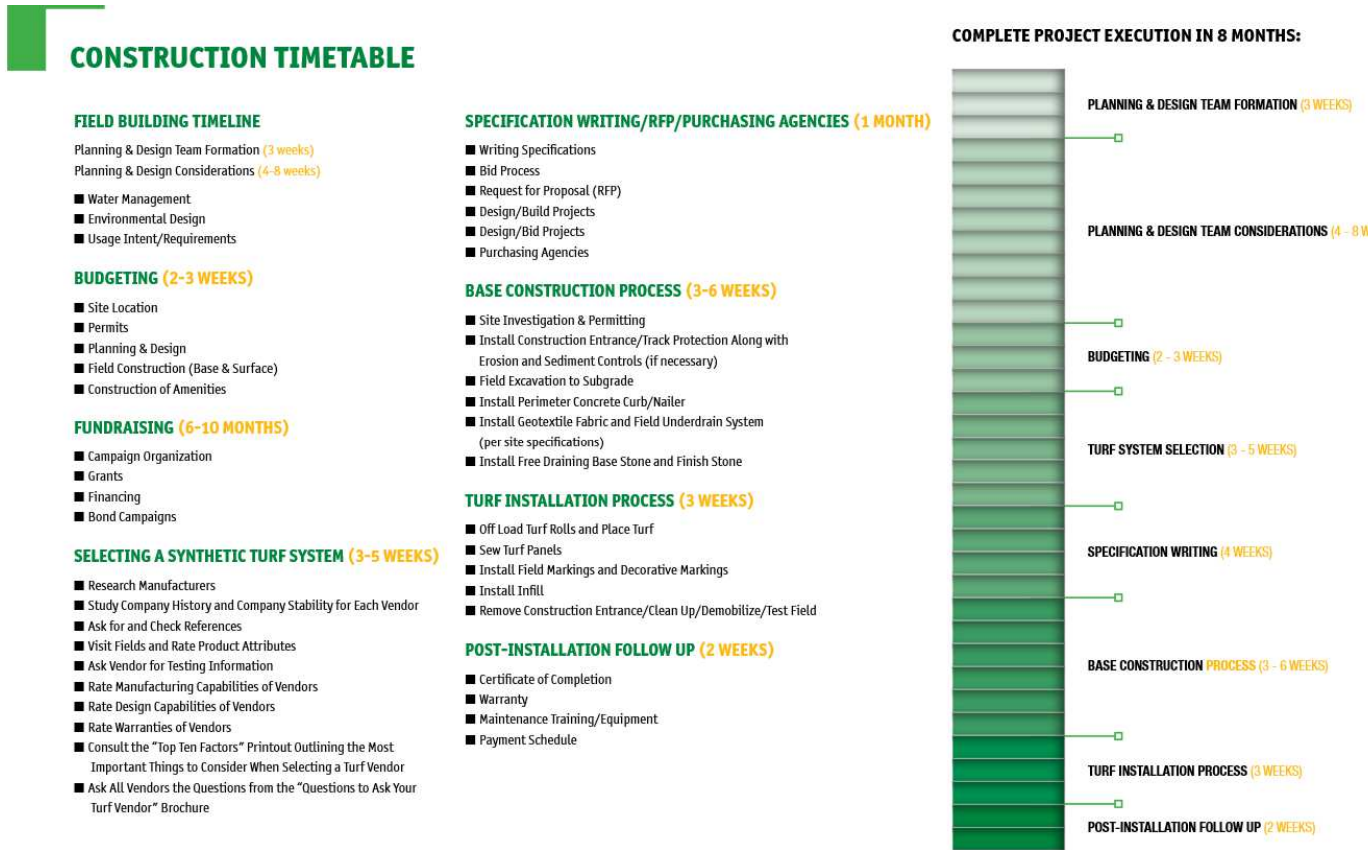 CONSTRUCTION TIMETABLE
FIELD BUILDING TIMELINE
Planning & Design Team Formation (3 weeks)
Planning & Design Considerations (4-8 weeks)
■ Water Management
■ Environmental Design
■ Usage Intent/Requirements
BUDGETING (2-3 WEEKS)
■ Site Location
■ Permits
■ Planning & Design
■ Field Construction (Base & Surface)
■ Construction of Amenities
FUNDRAISING (6-10 MONTHS)
■ Campaign Organization
■ Grants
■ Financing
■ Bond Campaigns
SELECTING A SYNTHETIC TURF SYSTEM (3-5 WEEKS)
■ Research Manufacturers
■ Study Company History and Company Stability for Each Vendor
■ Ask for and Check References
■ Visit Fields and Rate Product Attributes
■ Ask Vendor for Testing Information
■ Rate Manufacturing Capabilities of Vendors
■ Rate Design Capabilities of Vendors
■ Rate Warranties of Vendors
■ Consult the “Top Ten Factors” Printout Outlining the Most
Important Things to Consider When Selecting a Turf Vendor
■ Ask All Vendors the Questions from the “Questions to Ask Your
Turf Vendor” Brochure
SPECIFICATION WRITING/RFP/PURCHASING AGENCIES (1 MONTH)
■ Writing Specifications
■ Bid Process
■ Request for Proposal (RFP)
■ Design/Build Projects
■ Design/Bid Projects
■ Purchasing Agencies
BASE CONSTRUCTION PROCESS (3-6 WEEKS)
■ Site Investigation & Permitting
■ Install Construction Entrance/Track Protection Along with
Erosion and Sediment Controls (if necessary)
■ Field Excavation to Subgrade
■ Install Perimeter Concrete Curb/Nailer
■ Install Geotextile Fabric and Field Underdrain System
(per site specifications)
■ Install Free Draining Base Stone and Finish Stone
TURF INSTALLATION PROCESS (3 WEEKS)
■ Off Load Turf Rolls and Place Turf
■ Sew Turf Panels
■ Install Field Markings and Decorative Markings
■ Install Infill
■ Remove Construction Entrance/Clean Up/Demobilize/Test Field
POST-INSTALLATION FOLLOW UP (2 WEEKS)
■ Certificate of Completion
■ Warranty
■ Maintenance Training/Equipment
■ Payment Schedule
COMPLETE PROJECT EXECUTION IN 8 MONTHS:
PLANNING & DESIGN TEAM FORMATION (3 WEEKS)
PLANNING & DESIGN TEAM CONSIDERATIONS (4 - 8
BUDGETING (2 - 3 WEEKS)
TURF SYSTEM SELECTION (3 - 5 WEEKS)
SPECIFICATION WRITING (4 WEEKS)
BASE CONSTRUCTION PROCESS (3 - 6 WEEKS)
TURF INSTALLATION PROCESS (3 WEEKS)
POST-INSTALLATION FOLLOW UP (2 WEEKS)